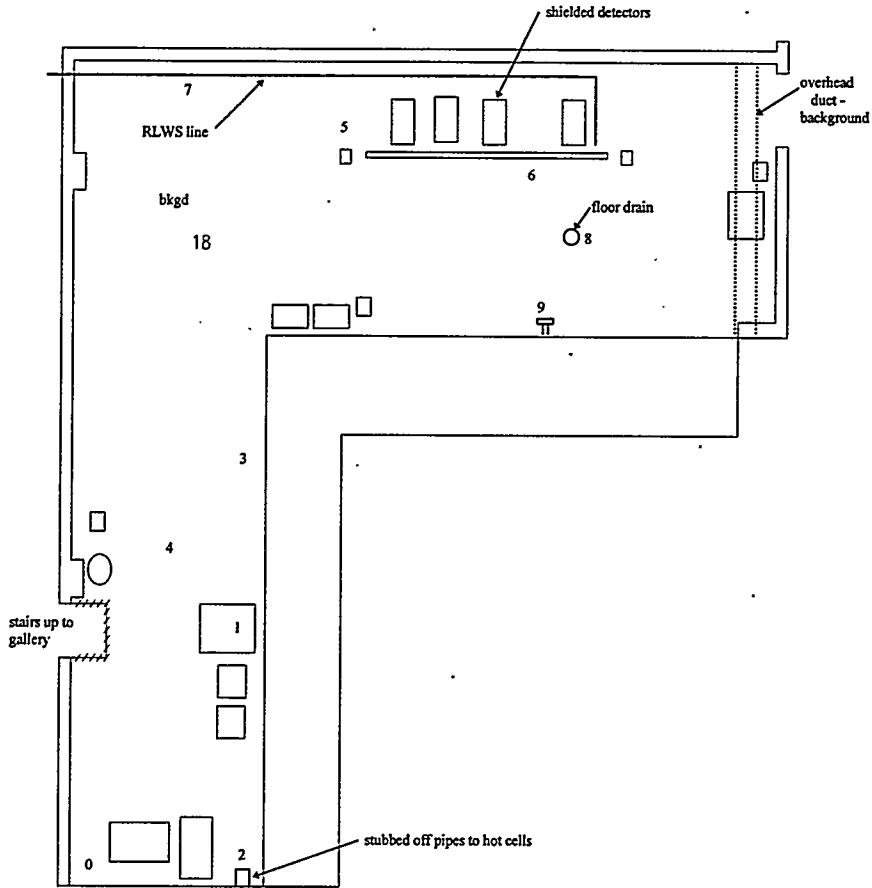 shielded detectors
overhead
duct -
background
7
RLWS line
5
6
bkgd
floor drain
18
8
9
3
4
stairs up to
gallery
1
stubbed off pipes to hot cells
2
0